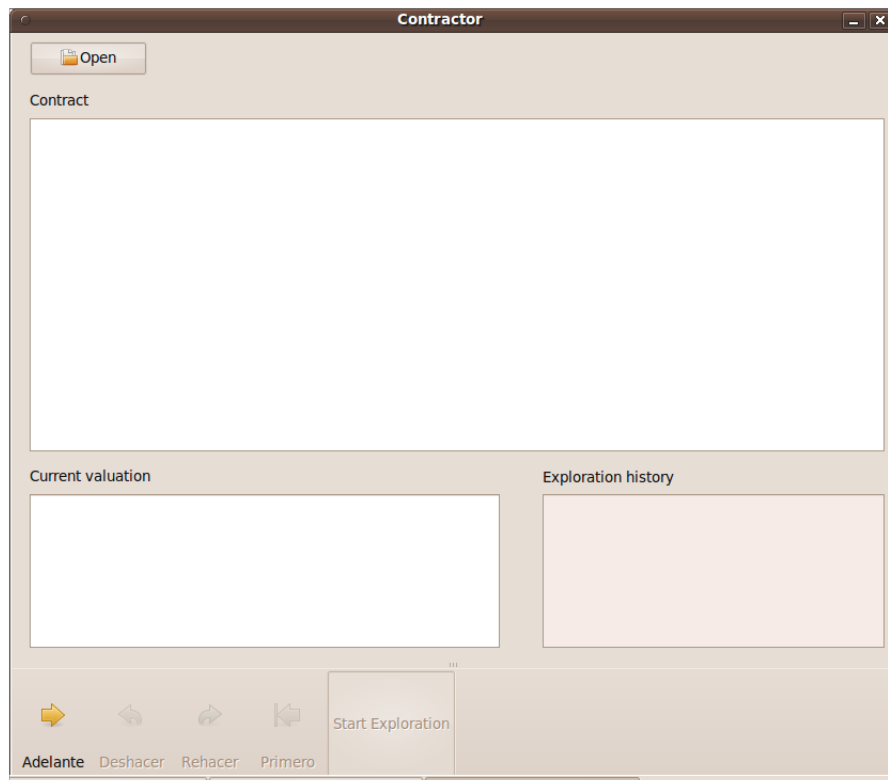 Contractor
Open
Contract
Current valuation
Exploration history
Start Exploration
Adelante Deshacer Rehacer Primero